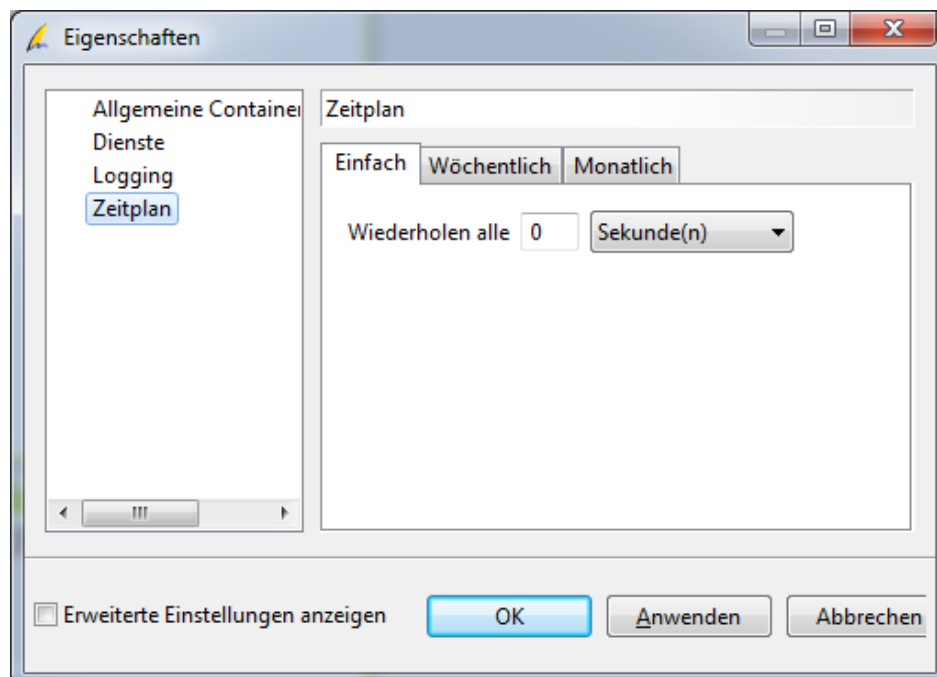 Eigenschaften
Allgemeine Container
Dienste
Logging
Zeitplan
Zeitplan
Einfach Wöchentlich Monatlich
Wiederholen alle 0 Sekunde(n)
Erweiterte Einstellungen anzeigen OK Anwenden Abbrechen